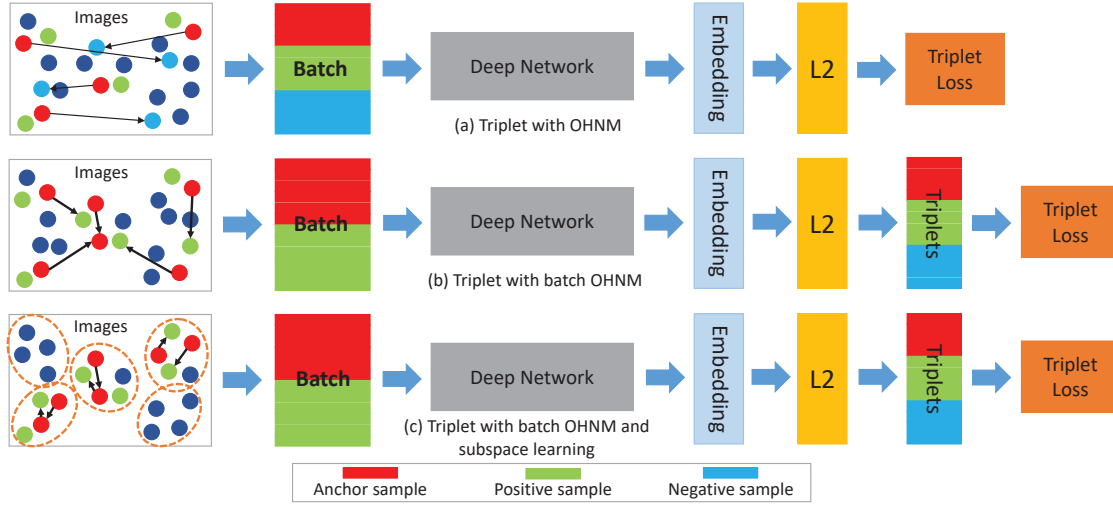 Images
Batch
Deep Network
Embedding
L2
Triplet
Loss
(a) Triplet with OHNM
Images
Batch
Deep Network
Embedding
L2
Triplets
Triplet
Loss
(b) Triplet with batch OHNM
Images
Batch
Deep Network
Embedding
L2
Triplets
Triplet
Loss
(c) Triplet with batch OHNM and
subspace learning
Anchor sample
Positive sample
Negative sample